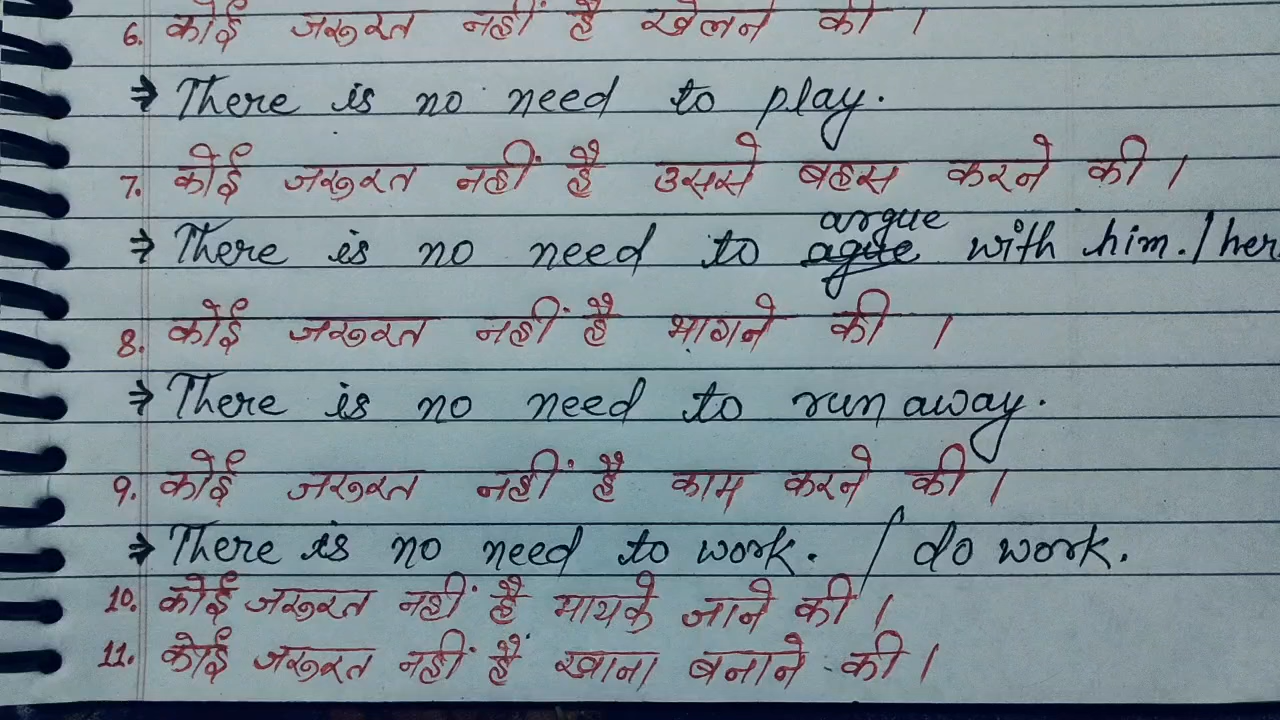 6. कोई जरूरत नहीं है खेलने की ।
⇒ There is no need to play.
7. कोई जरूरत नहीं है उससे बहस करने की ।
argue
⇒ There is no need to ague with him. / her.
8. कोई जरूरत नहीं है भागने की ।
⇒ There is no need to run away.
9. कोई जरूरत नहीं है काम करने की ।
⇒ There is no need to work. / do work.
10. कोई जरूरत नहीं है मायके जाने की ।
11. कोई जरूरत नहीं है खाना बनाने की ।